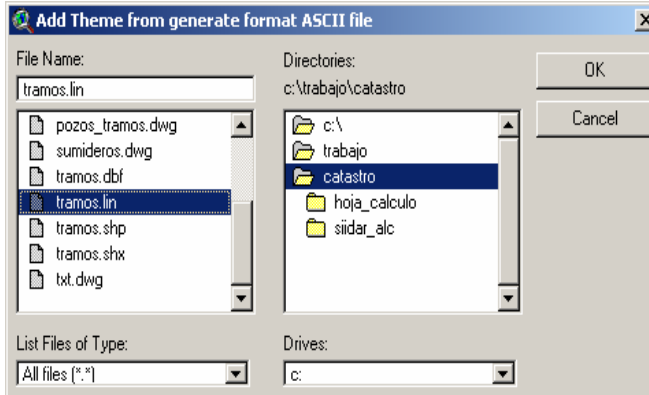 Add Theme from generate format ASCII file
File Name:
tramos.lin
pozos_tramos.dwg
sumideros.dwg
tramos.dbf
tramos.lin
tramos.shp
tramos.shx
txt.dwg
List Files of Type:
All files (*.*)
Directories:
c:\trabajo\catastro
c:\
trabajo
catastro
hoja_calculo
siidar_alc
Drives:
c:
OK
Cancel